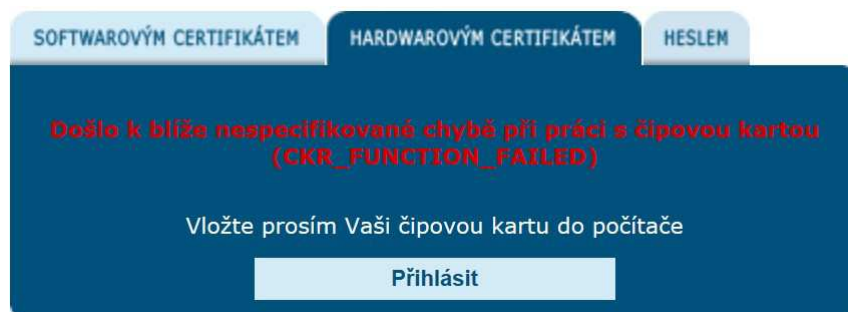 SOFTWAROVÝM CERTIFIKÁTEM
HARDWAROVÝM CERTIFIKÁTEM
HESLEM
Došlo k blíže nespecifikované chybě při práci s čipovou kartou
(CKR_FUNCTION_FAILED)
Vložte prosím Vaši čipovou kartu do počítače
Přihlásit